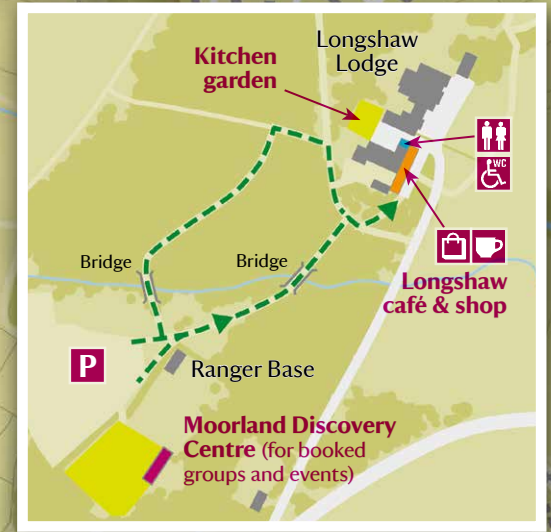 Longshaw
Lodge
Kitchen
garden
WC
Bridge
Bridge
Longshaw
café & shop
P
Ranger Base
Moorland Discovery
Centre (for booked
groups and events)